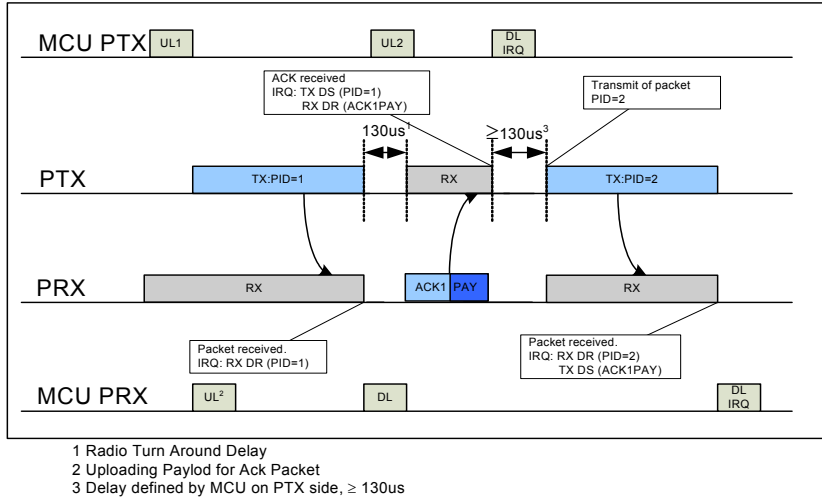 MCU PTX
UL1
UL2
DL
IRQ
ACK received
IRQ: TX DS (PID=1)
RX DR (ACK1PAY)
Transmit of packet
PID=2
130us1
≥130us3
PTX
TX:PID=1
RX
TX:PID=2
PRX
RX
ACK1 PAY
RX
Packet received.
IRQ: RX DR (PID=1)
Packet received.
IRQ: RX DR (PID=2)
TX DS (ACK1PAY)
MCU PRX
UL2
DL
DL
IRQ
1 Radio Turn Around Delay
2 Uploading Paylod for Ack Packet
3 Delay defined by MCU on PTX side, ≥ 130us